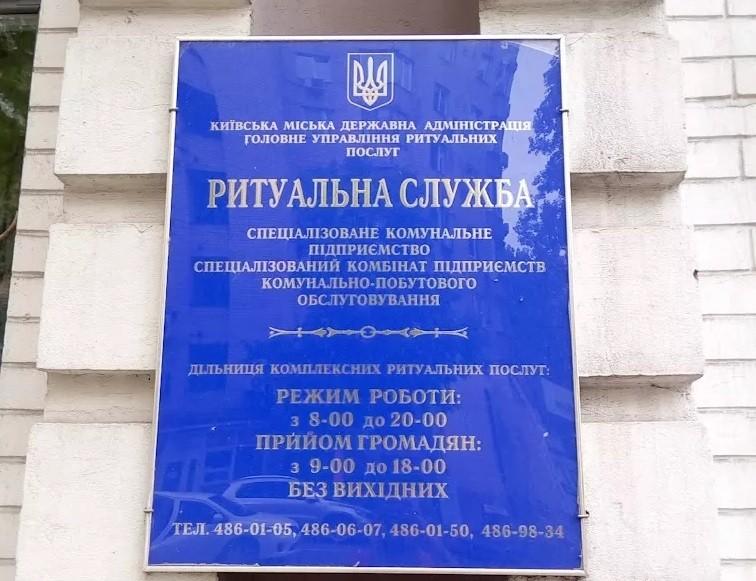 КИЇВСЬКА МІСЬКА ДЕРЖАВНА АДМІНІСТРАЦІЯ
ГОЛОВНЕ УПРАВЛІННЯ РИТУАЛЬНИХ
ПОСЛУГ
РИТУАЛЬНА СЛУЖБА
СПЕЦІАЛІЗОВАНЕ КОМУНАЛЬНЕ
ПІДПРИЄМСТВО
СПЕЦІАЛІЗОВАНИЙ КОМБІНАТ ПІДПРИЄМСТВ
КОМУНАЛЬНО-ПОБУТОВОГО
ОБСЛУГОВУВАННЯ
ДІЛЬНИЦЯ КОМПЛЕКСНИХ РИТУАЛЬНИХ ПОСЛУГ:
РЕЖИМ РОБОТИ:
з 8-00 до 20-00
ПРИЙОМ ГРОМАДЯН:
з 9-00 до 18-00
БЕЗ ВИХІДНИХ
ТЕЛ. 486-01-05, 486-06-07, 486-01-50, 486-98-34